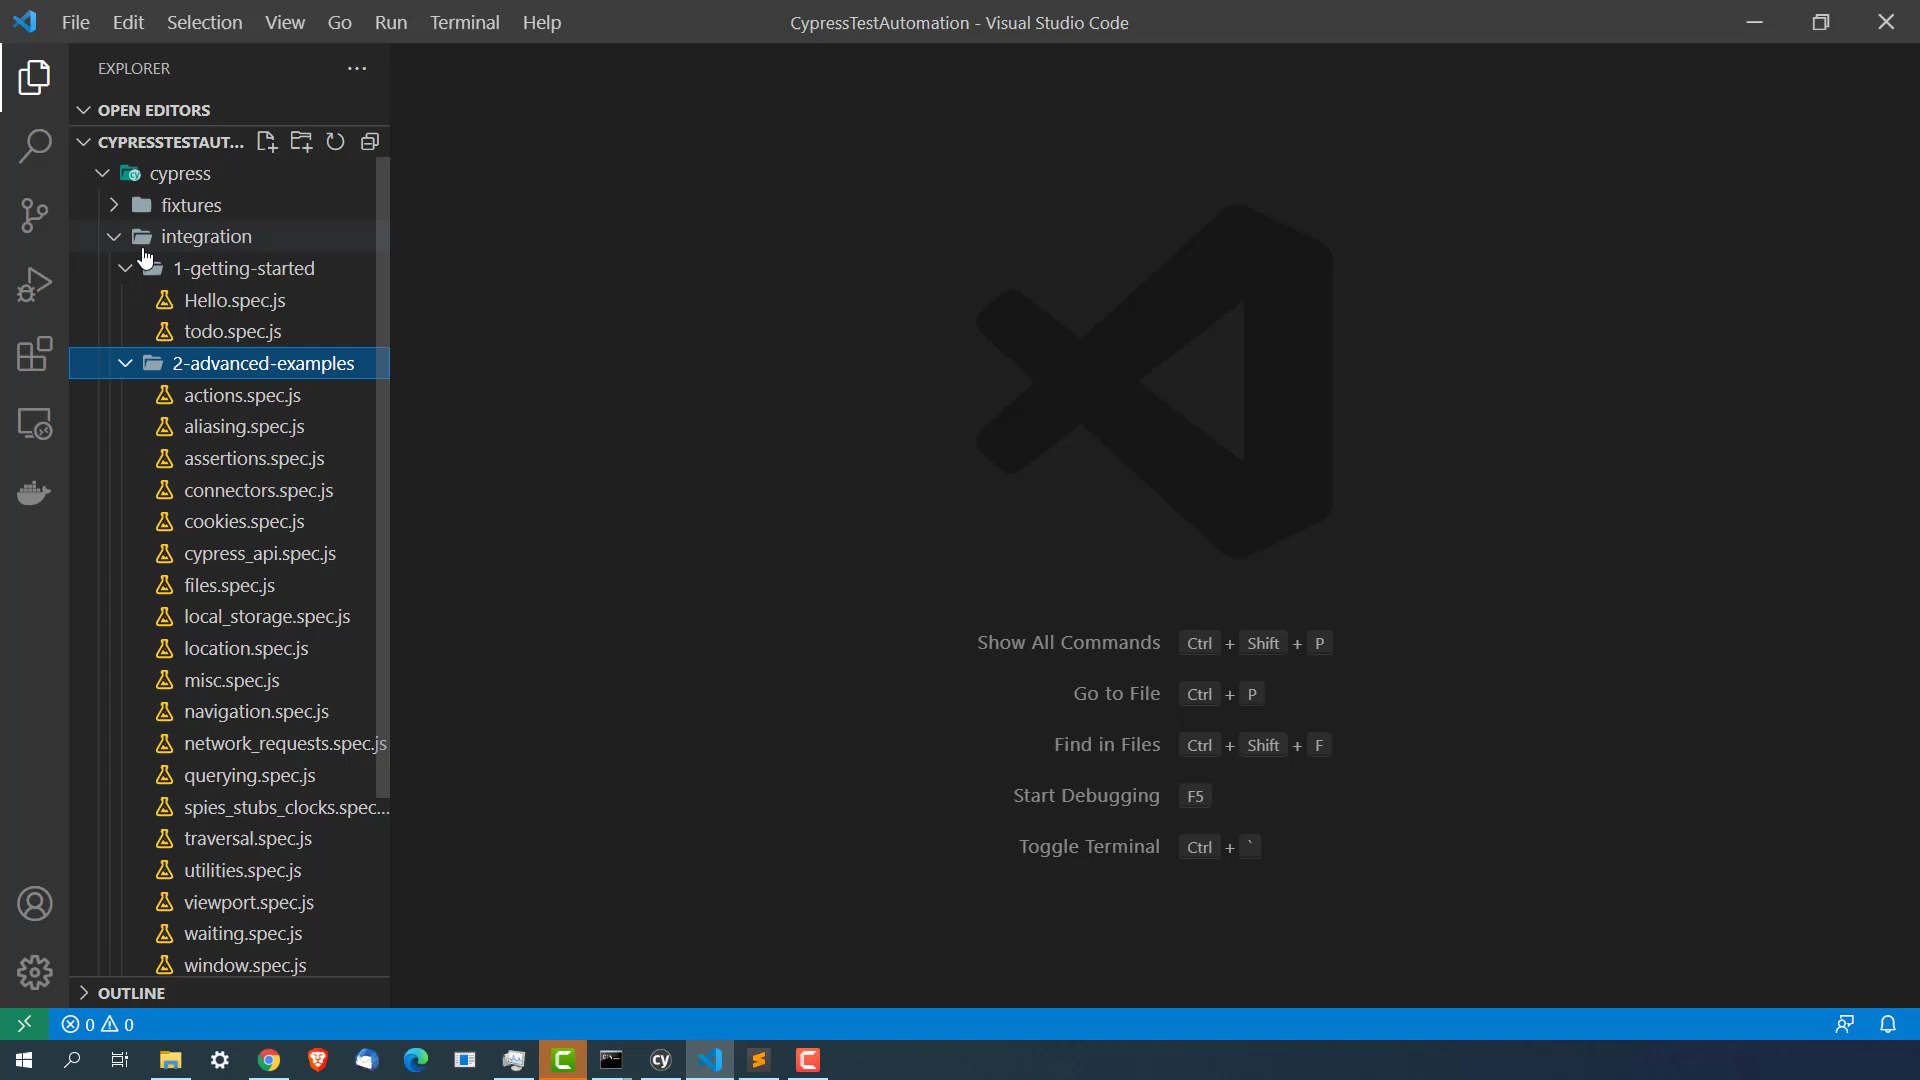 File Edit Selection View Go Run Terminal Help
CypressTestAutomation - Visual Studio Code
EXPLORER
OPEN EDITORS
CYPRESSTESTAUT...
cypress
fixtures
integration
1-getting-started
Hello.spec.js
todo.spec.js
2-advanced-examples
actions.spec.js
aliasing.spec.js
assertions.spec.js
connectors.spec.js
cookies.spec.js
cypress_api.spec.js
files.spec.js
local_storage.spec.js
location.spec.js
misc.spec.js
navigation.spec.js
network_requests.spec.js
querying.spec.js
spies_stubs_clocks.spec...
traversal.spec.js
utilities.spec.js
viewport.spec.js
waiting.spec.js
window.spec.js
OUTLINE
Show All Commands Ctrl + Shift + P
Go to File Ctrl + P
Find in Files Ctrl + Shift + F
Start Debugging F5
Toggle Terminal Ctrl + `
0 0
cy